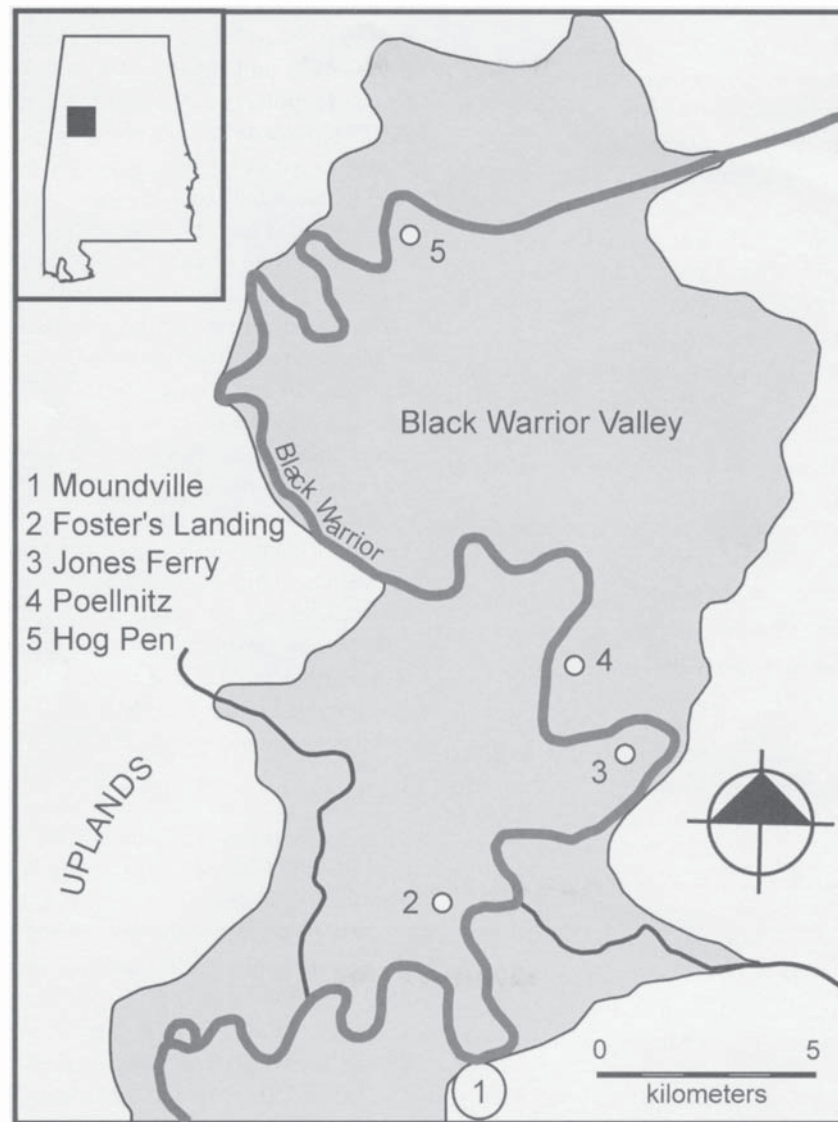 5
Black Warrior Valley
Black Warrior
1 Moundville
2 Foster's Landing
3 Jones Ferry
4 Poellnitz
5 Hog Pen
4
3
UPLANDS
2
0 5
kilometers
1